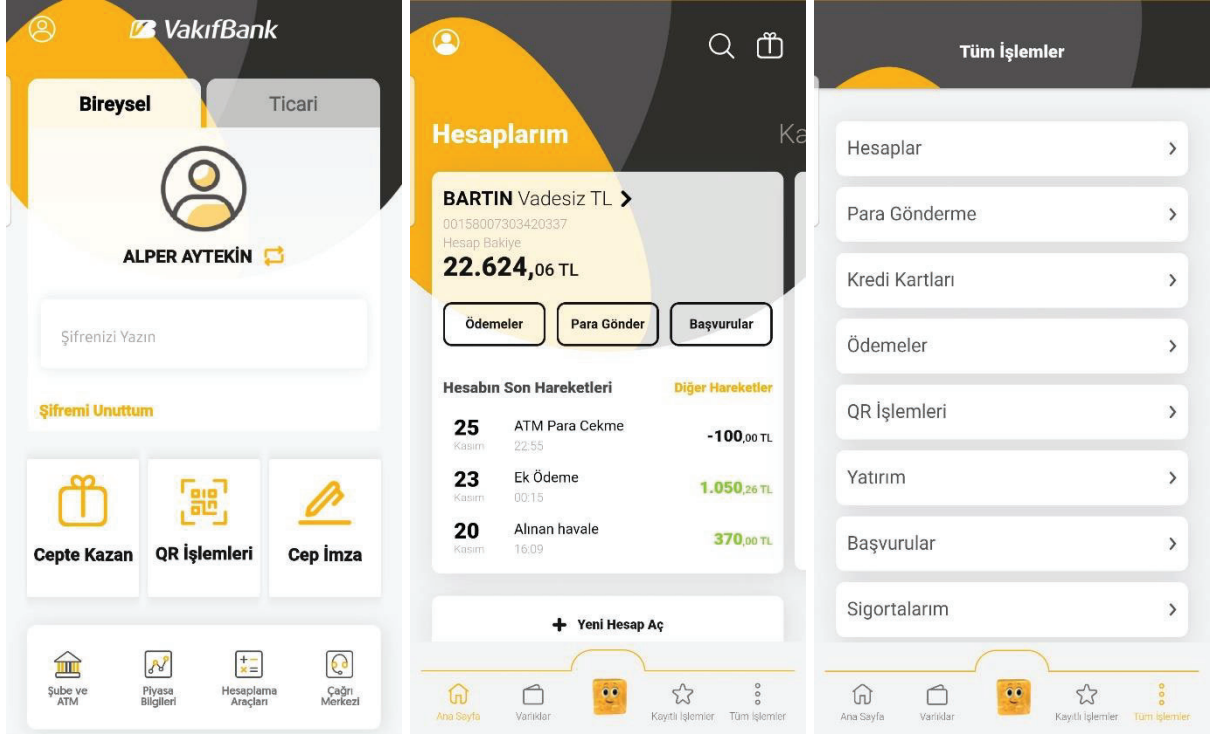 VakıfBank
Bireysel
Ticari
ALPER AYTEKİN
Şifrenizi Yazın
Şifremi Unuttum
Cepte Kazan
QR İşlemleri
Cep İmza
Şube ve
ATM
Piyasa
Bilgileri
Hesaplama
Araçları
Çağrı
Merkezi
Hesaplarım
Ka
BARTIN Vadesiz TL
00158007303420337
Hesap Bakiye
22.624,06 TL
Ödemeler
Para Gönder
Başvurular
Hesabın Son Hareketleri
Diğer Hareketler
25 ATM Para Cekme -100,00 TL
Kasım 22:55
23 Ek Ödeme 1.050,26 TL
Kasım 00:15
20 Alınan havale 370,00 TL
Kasım 16:09
+ Yeni Hesap Aç
Ana Sayfa
Varlıklar
Kayıtlı İşlemler
Tüm İşlemler
Tüm İşlemler
Hesaplar
Para Gönderme
Kredi Kartları
Ödemeler
QR İşlemleri
Yatırım
Başvurular
Sigortalarım
Ana Sayfa
Varlıklar
Kayıtlı İşlemler
Tüm İşlemler